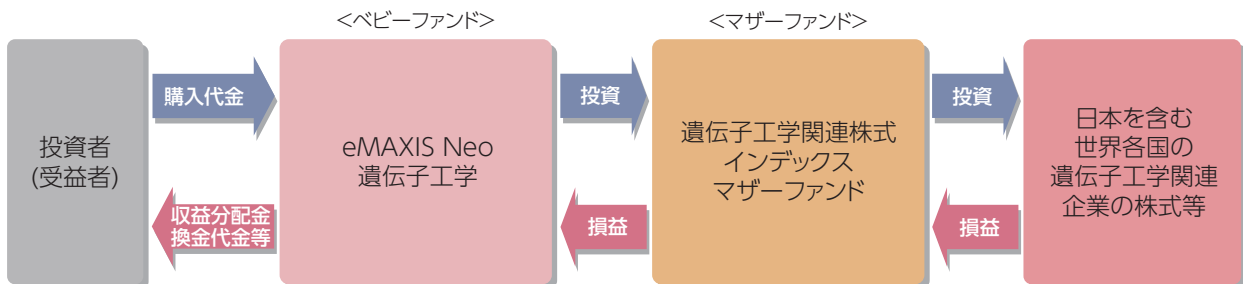 <ベビーファンド>
<マザーファンド>
投資者
(受益者)
購入代金
収益分配金
換金代金等
eMAXIS Neo
遺伝子工学
投資
損益
遺伝子工学関連株式
インデックス
マザーファンド
投資
損益
日本を含む
世界各国の
遺伝子工学関連
企業の株式等